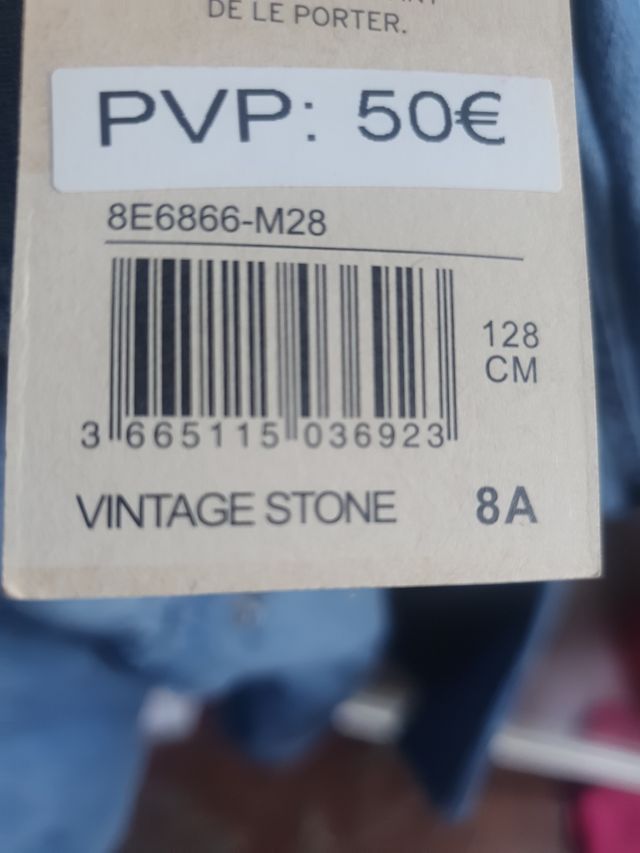 DE LE PORTER.
PVP: 50€
8E6866-M28
128
CM
3 665115 036923
VINTAGE STONE 8A